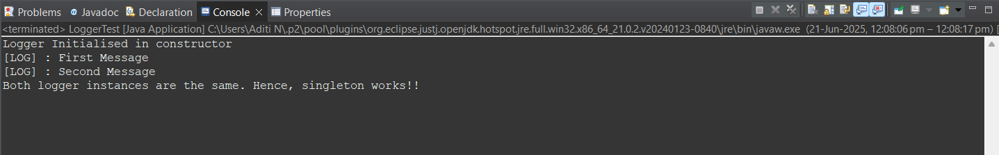 Problems @ Javadoc Declaration Console Properties
<terminated> LoggerTest [Java Application] C:\Users\Aditi N\.p2\pool\plugins\org.eclipse.justj.openjdk.hotspot.jre.full.win32.x86_64_21.0.2.v20240123-0840\jre\bin\javaw.exe (21-Jun-2025, 12:08:06 pm – 12:08:17 pm) [
Logger Initialised in constructor
[LOG] : First Message
[LOG] : Second Message
Both logger instances are the same. Hence, singleton works!!